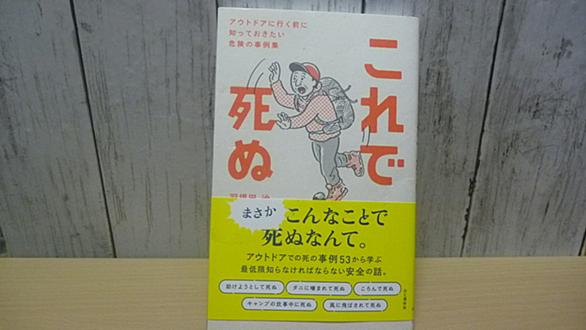 アウトドアに行く前に
知っておきたい
危険の事例集
これで
死ぬ
羽根田 治
まさか
こんなことで
死ぬなんて。
アウトドアでの死の事例53から学ぶ
最低限知らなければならない安全の話。
助けようとして死ぬ
ダニに噛まれて死ぬ
ころんで死ぬ
キャンプの炊事中に死ぬ
風に飛ばされて死ぬ